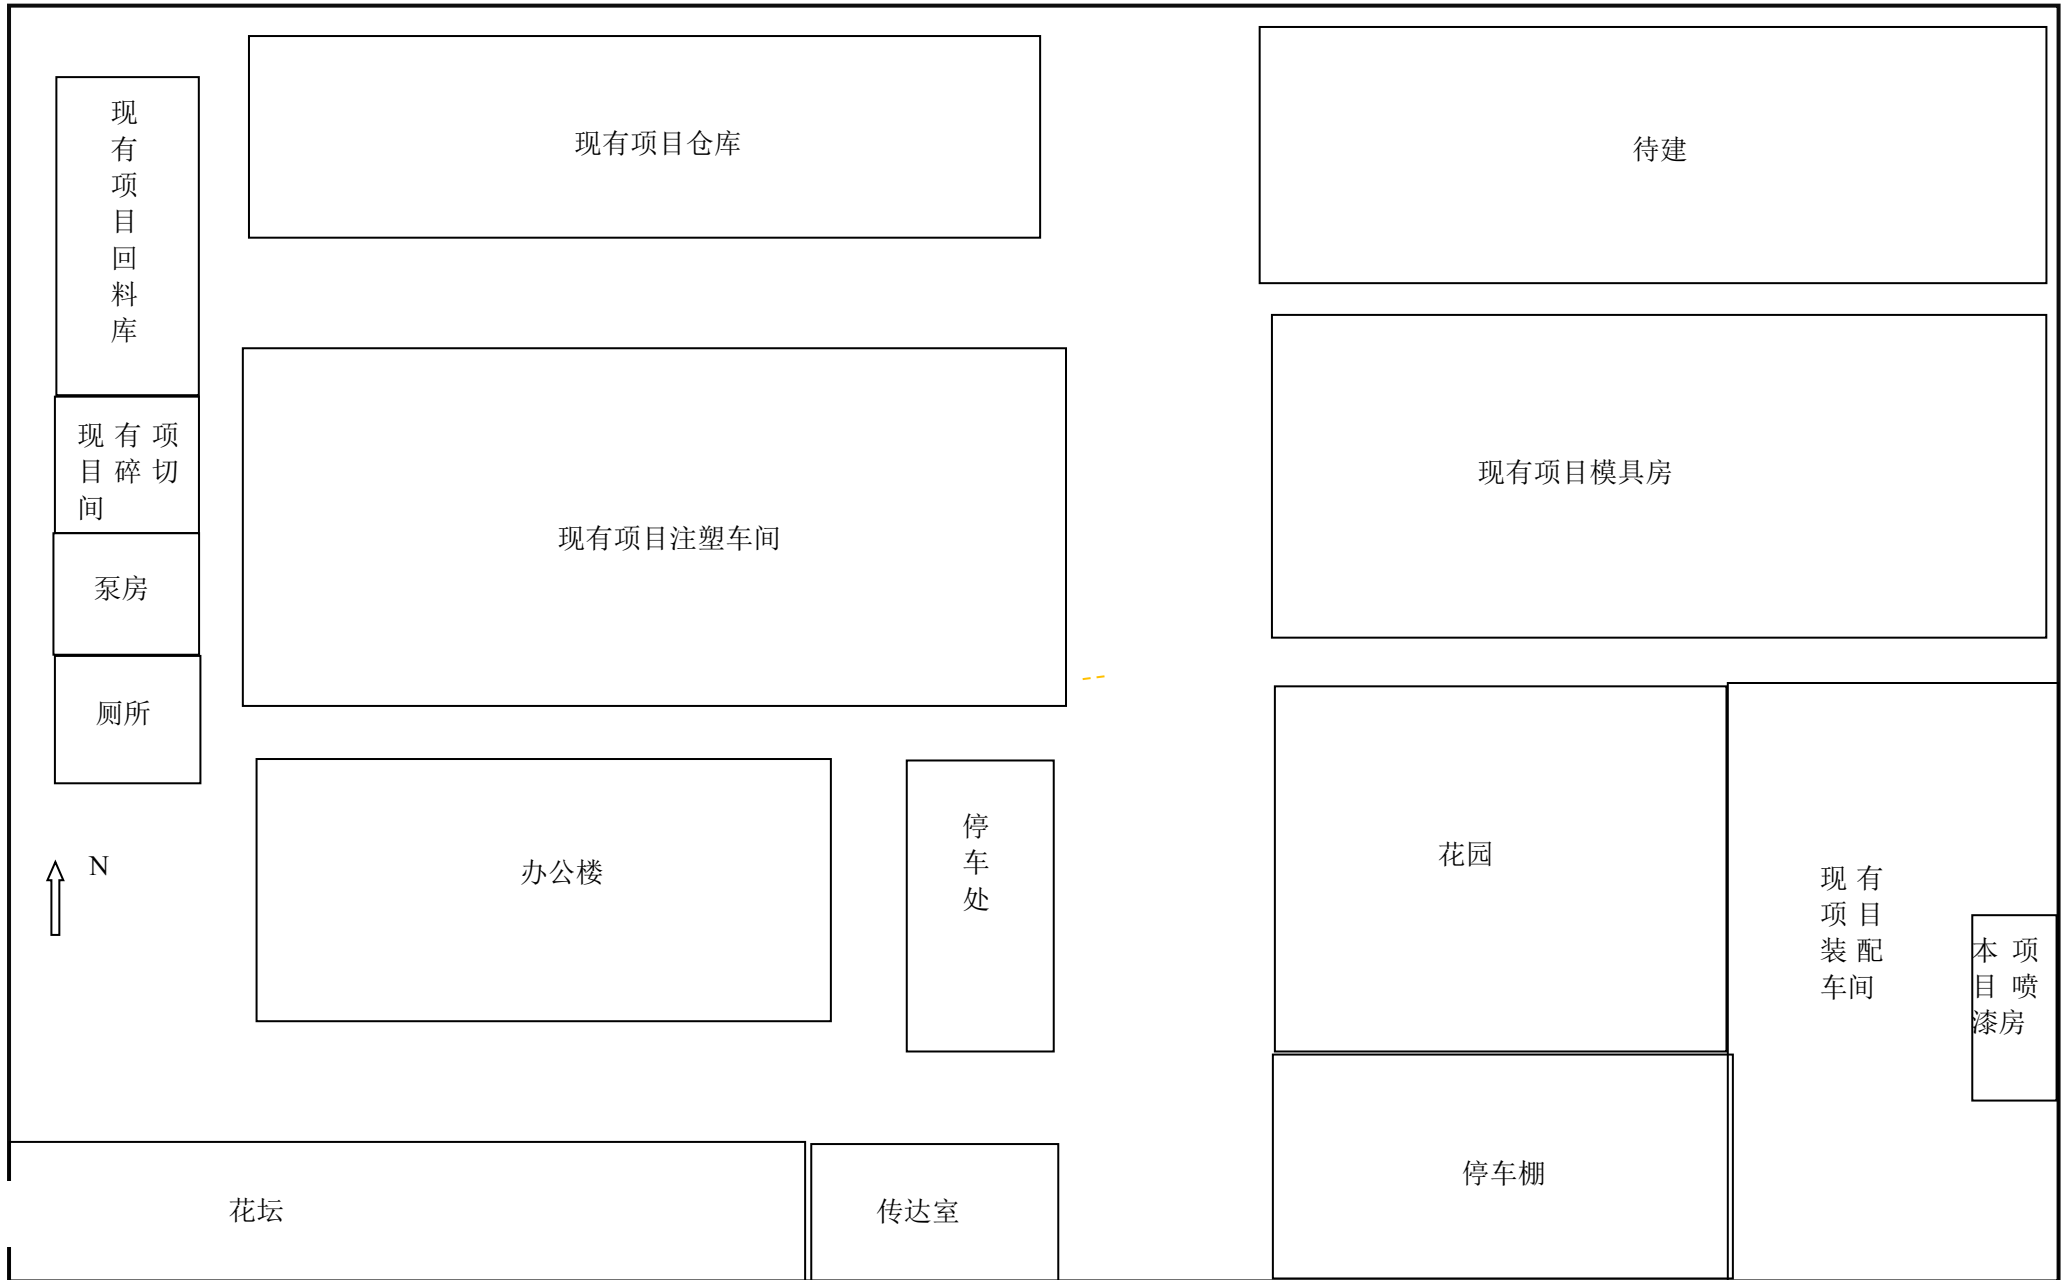 现
有
项
目
回
料
库
现有项目仓库
待建
现有项
目碎切
间
泵房
厕所
现有项目注塑车间
现有项目模具房
N
办公楼
停
车
处
花园
现有
项目
装配
车间
本项
目喷
漆房
花坛
传达室
停车棚